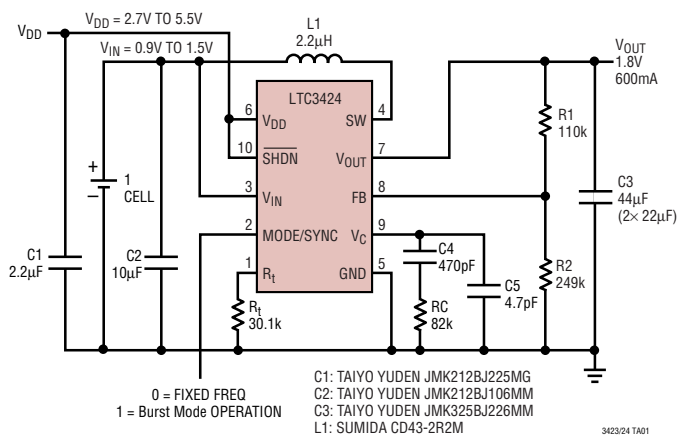 VDD
VDD = 2.7V TO 5.5V
VIN = 0.9V TO 1.5V
L1
2.2µH
VOUT
1.8V
600mA
LTC3424
6
VDD
SW
4
10
SHDN
VOUT
7
3
VIN
FB
8
2
MODE/SYNC
VC
9
1
Rt
GND
5
+
–
1
CELL
C1
2.2µF
C2
10µF
Rt
30.1k
C4
470pF
RC
82k
C5
4.7pF
R1
110k
R2
249k
C3
44µF
(2× 22µF)
0 = FIXED FREQ
1 = Burst Mode OPERATION
C1: TAIYO YUDEN JMK212BJ225MG
C2: TAIYO YUDEN JMK212BJ106MM
C3: TAIYO YUDEN JMK325BJ226MM
L1: SUMIDA CD43-2R2M
3423/24 TA01